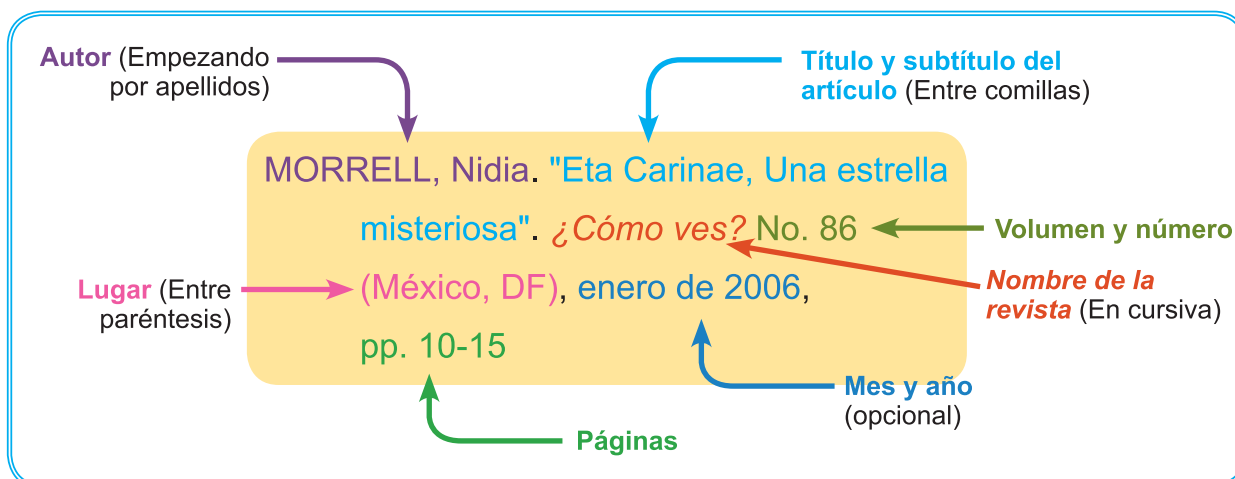 Autor (Empezando
por apellidos)
Título y subtítulo del
artículo (Entre comillas)
MORRELL, Nidia. "Eta Carinae, Una estrella
misteriosa". ¿Cómo ves? No. 86
(México, DF), enero de 2006,
pp. 10-15
Volumen y número
Lugar (Entre
paréntesis)
Nombre de la
revista (En cursiva)
Mes y año
(opcional)
Páginas